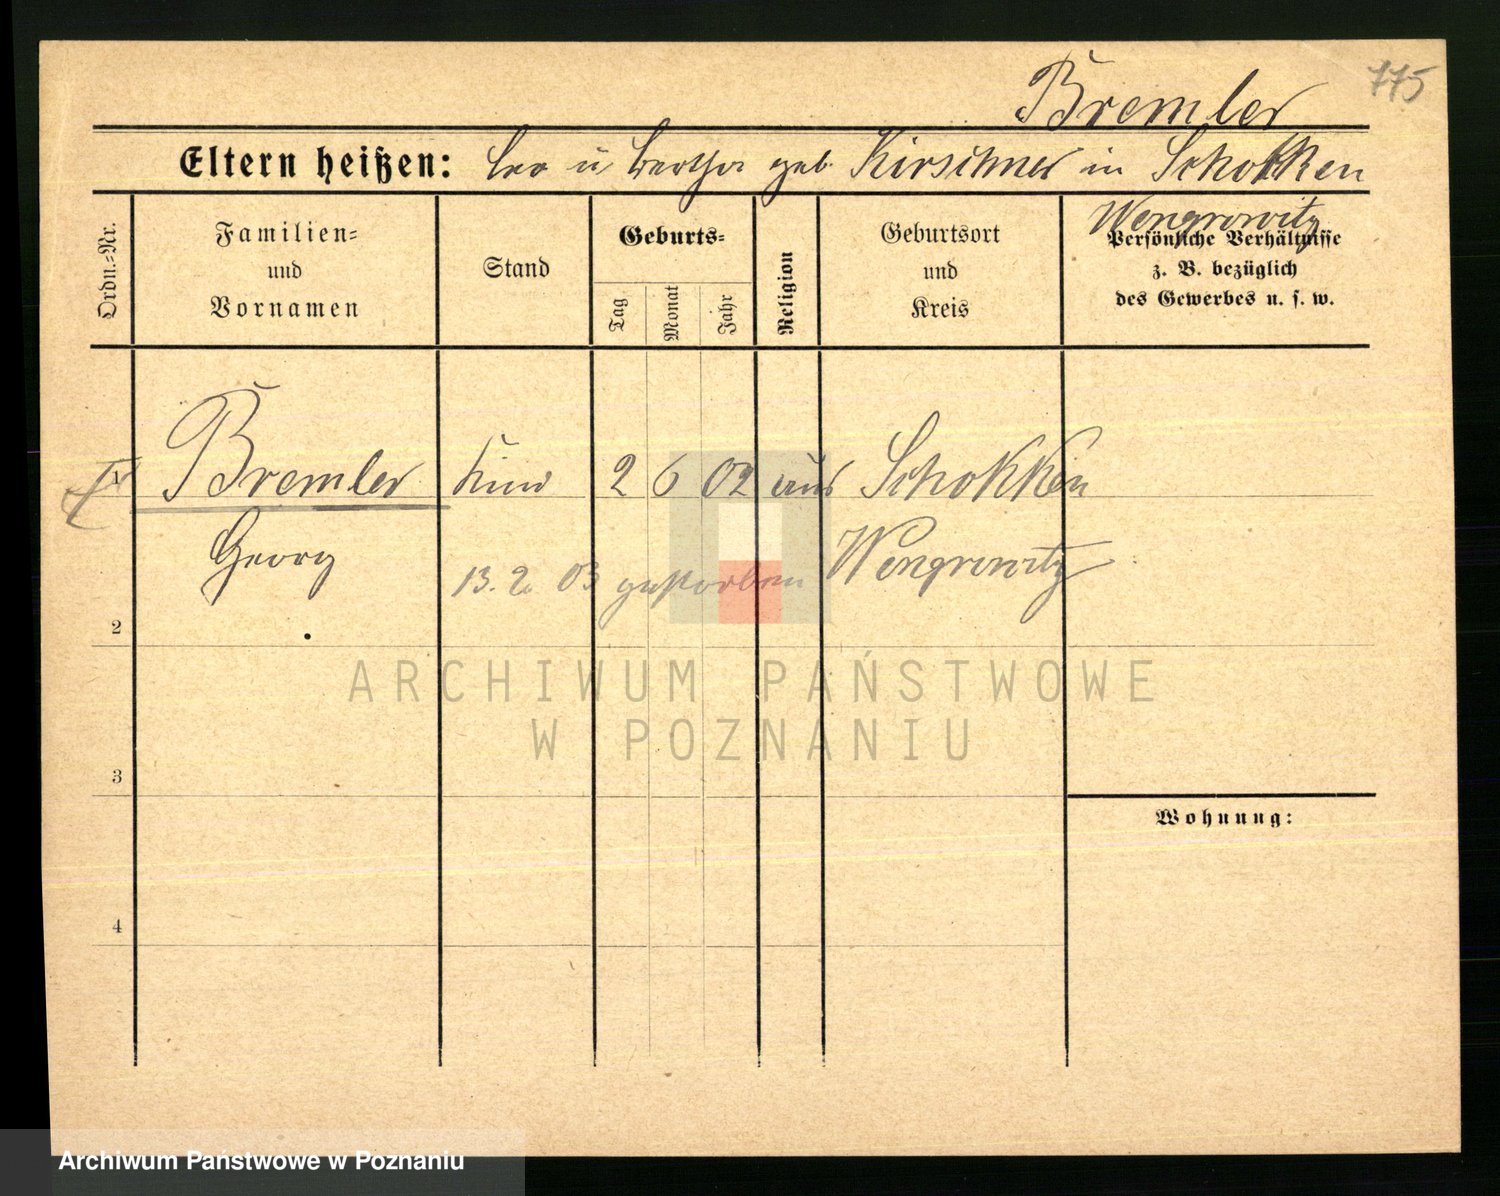 775
Bremler
Eltern heißen: Leo u. Bertha geb. Kirschner in Schokken
Wongrowitz
Ordn.-Nr.
Familien-
und
Vornamen
Stand
Geburts-
Tag
Monat
Jahr
Religion
Geburtsort
und
Kreis
Persönliche Verhältnisse
z. B. bezüglich
des Gewerbes u. s. w.
1 Bremler Kind 2 6 02 Schokken
Georg Wongrowitz
13. 2. 03 gestorben
2
3
4
Wohnung:
ARCHIWUM PAŃSTWOWE
W POZNANIU
Archiwum Państwowe w Poznaniu